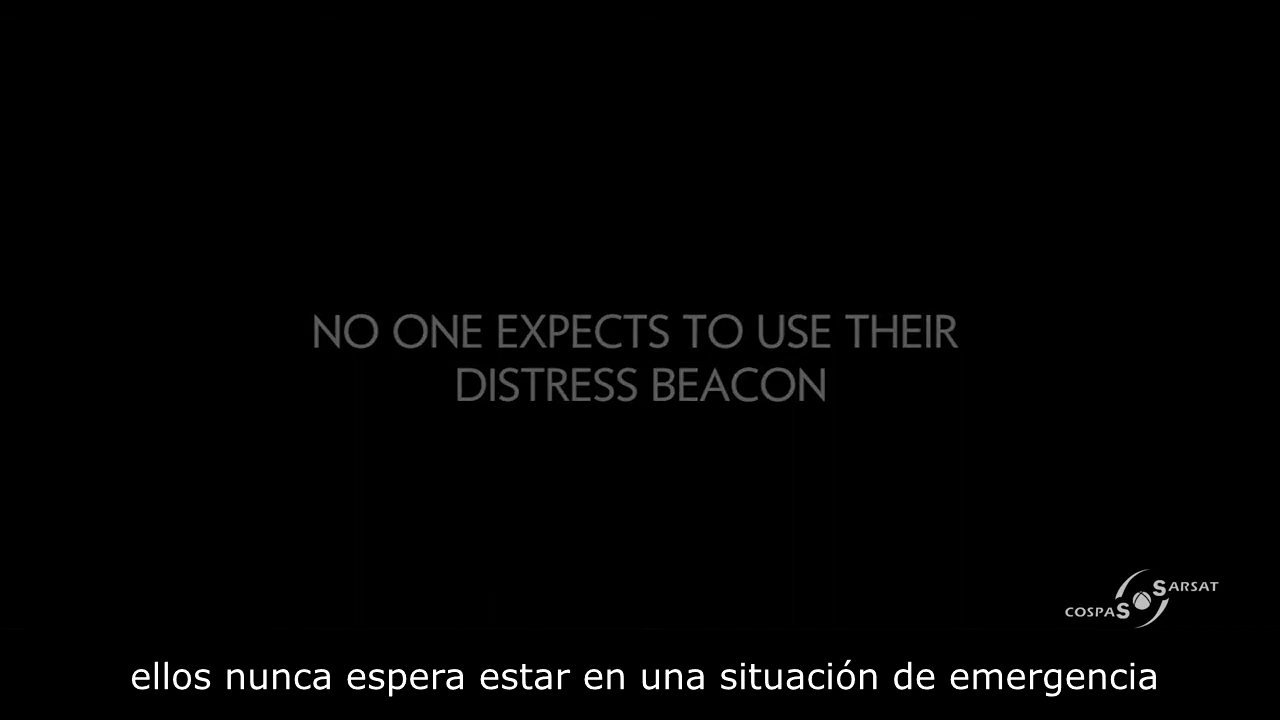 NO ONE EXPECTS TO USE THEIR
DISTRESS BEACON
COSPAS SARSAT
ellos nunca espera estar en una situación de emergencia